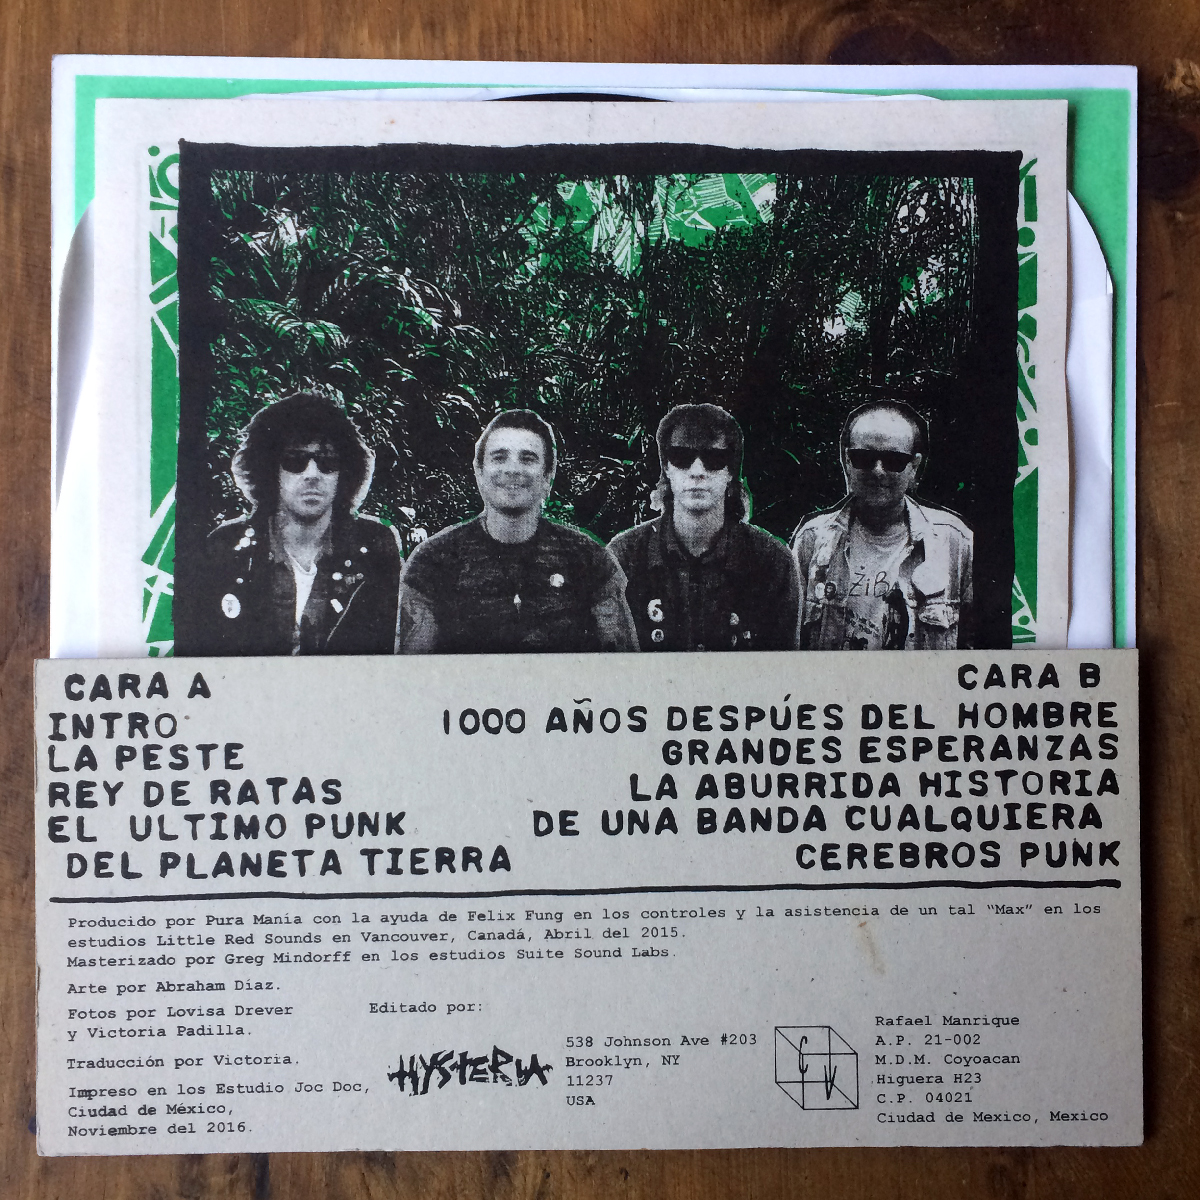 CARA A
INTRO
LA PESTE
REY DE RATAS
EL ULTIMO PUNK
DEL PLANETA TIERRA
CARA B
1000 AÑOS DESPÚES DEL HOMBRE
GRANDES ESPERANZAS
LA ABURRIDA HISTORIA
DE UNA BANDA CUALQUIERA
CEREBROS PUNK
Producido por Pura Manía con la ayuda de Felix Fung en los controles y la asistencia de un tal “Max” en los
estudios Little Red Sounds en Vancouver, Canadá, Abril del 2015.
Masterizado por Greg Mindorff en los estudios Suite Sound Labs.
Arte por Abraham Díaz.
Fotos por Lovisa Drever
y Victoria Padilla.
Traducción por Victoria.
Impreso en los Estudio Joc Doc,
Ciudad de México,
Noviembre del 2016.
Editado por:
HYSTERIA
538 Johnson Ave #203
Brooklyn, NY
11237
USA
Rafael Manrique
A.P. 21-002
M.D.M. Coyoacan
Higuera H23
C.P. 04021
Ciudad de Mexico, Mexico